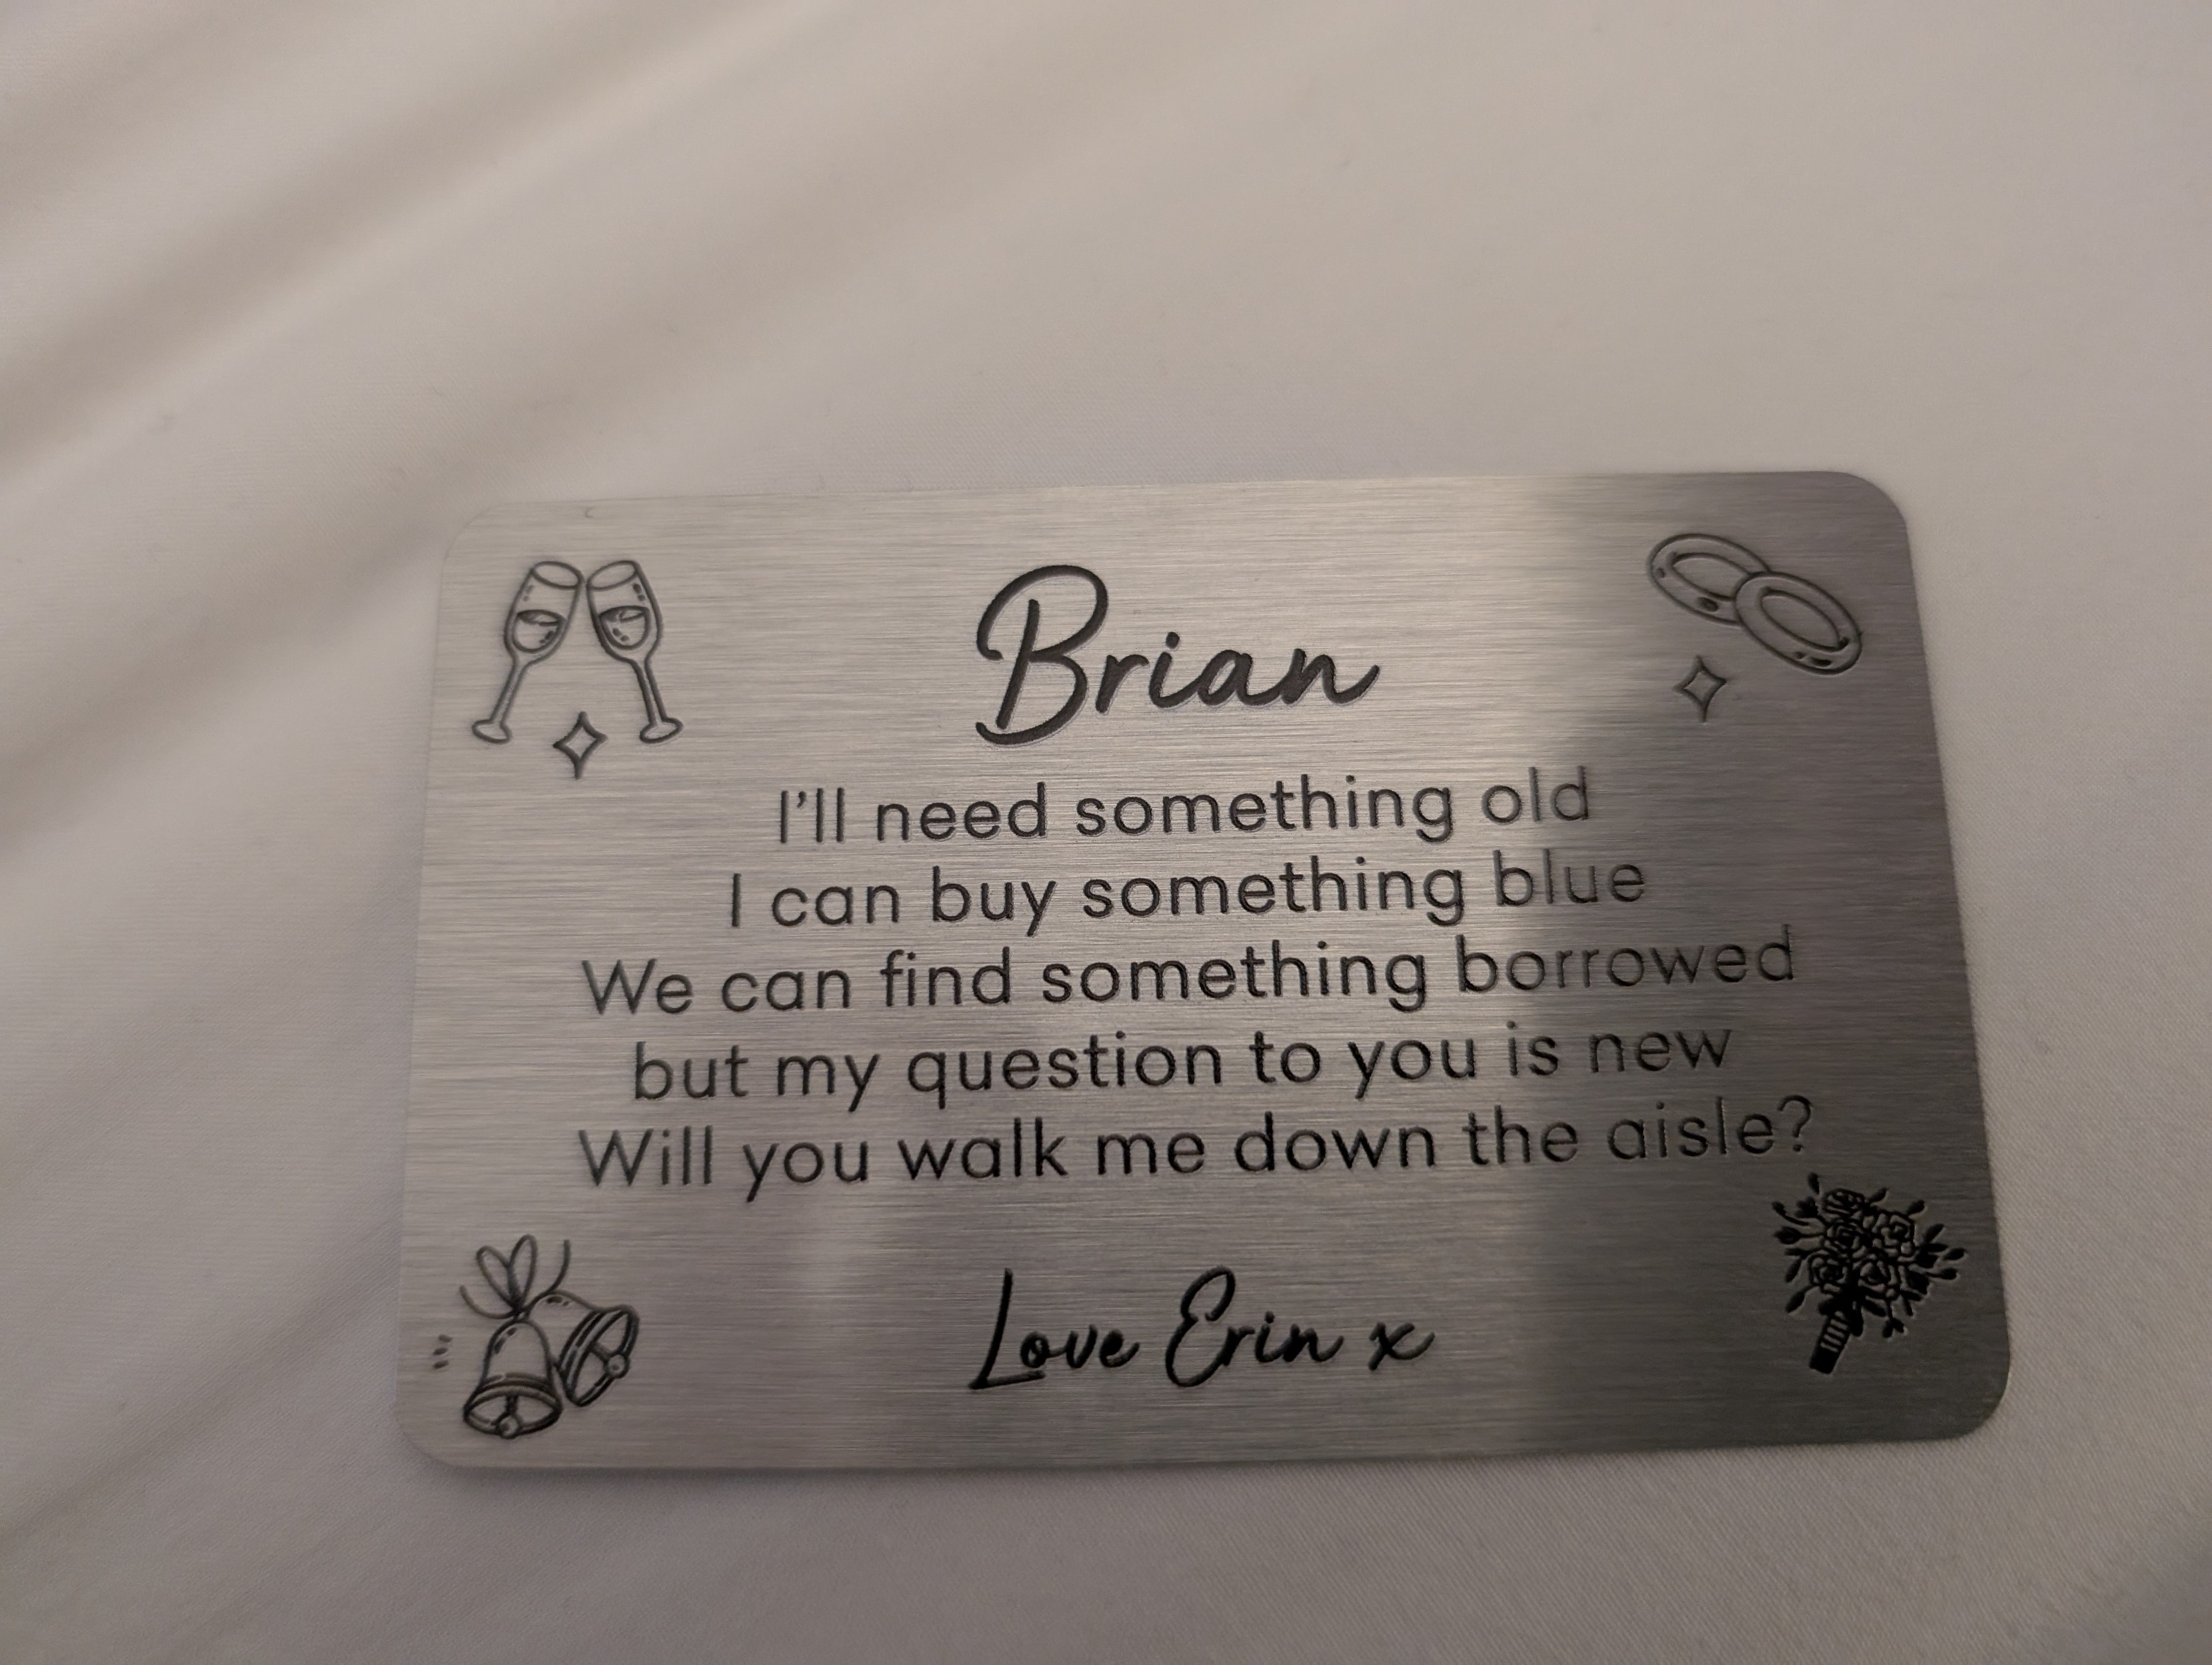 Brian
I'll need something old
I can buy something blue
We can find something borrowed
but my question to you is new
Will you walk me down the aisle?
Love Erin x